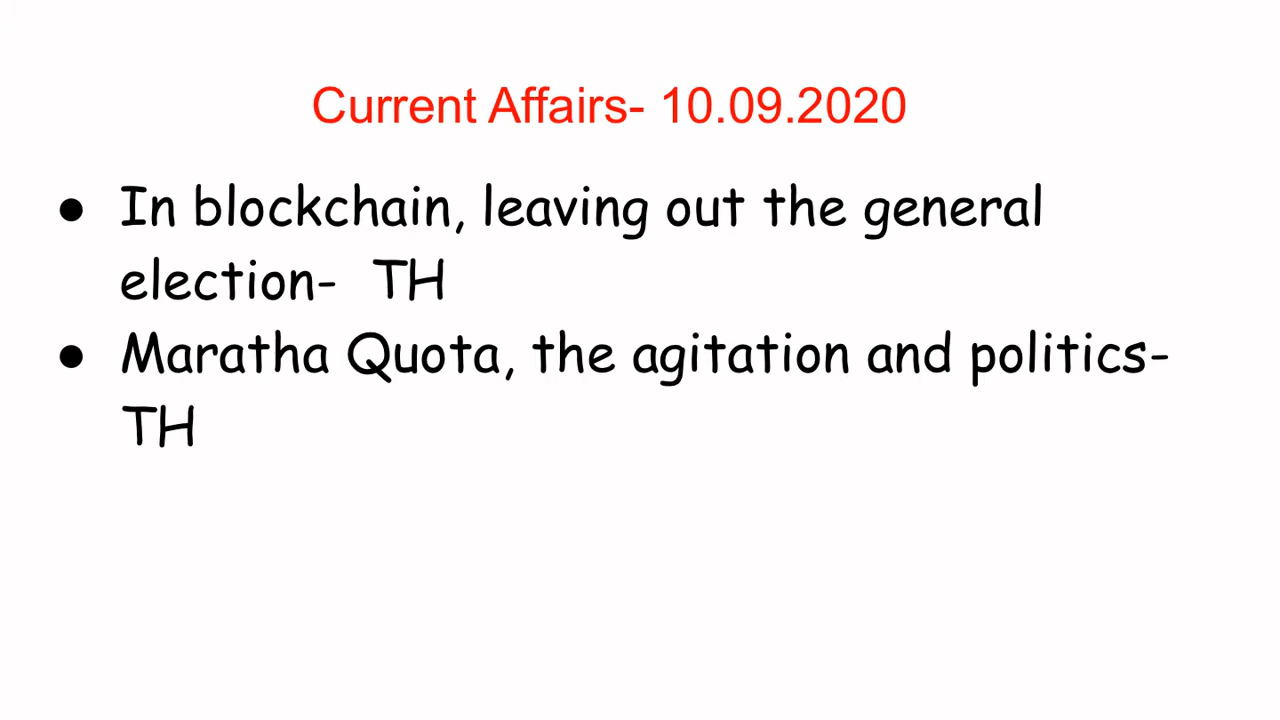 Current Affairs- 10.09.2020
● In blockchain, leaving out the general
election- TH
● Maratha Quota, the agitation and politics-
TH